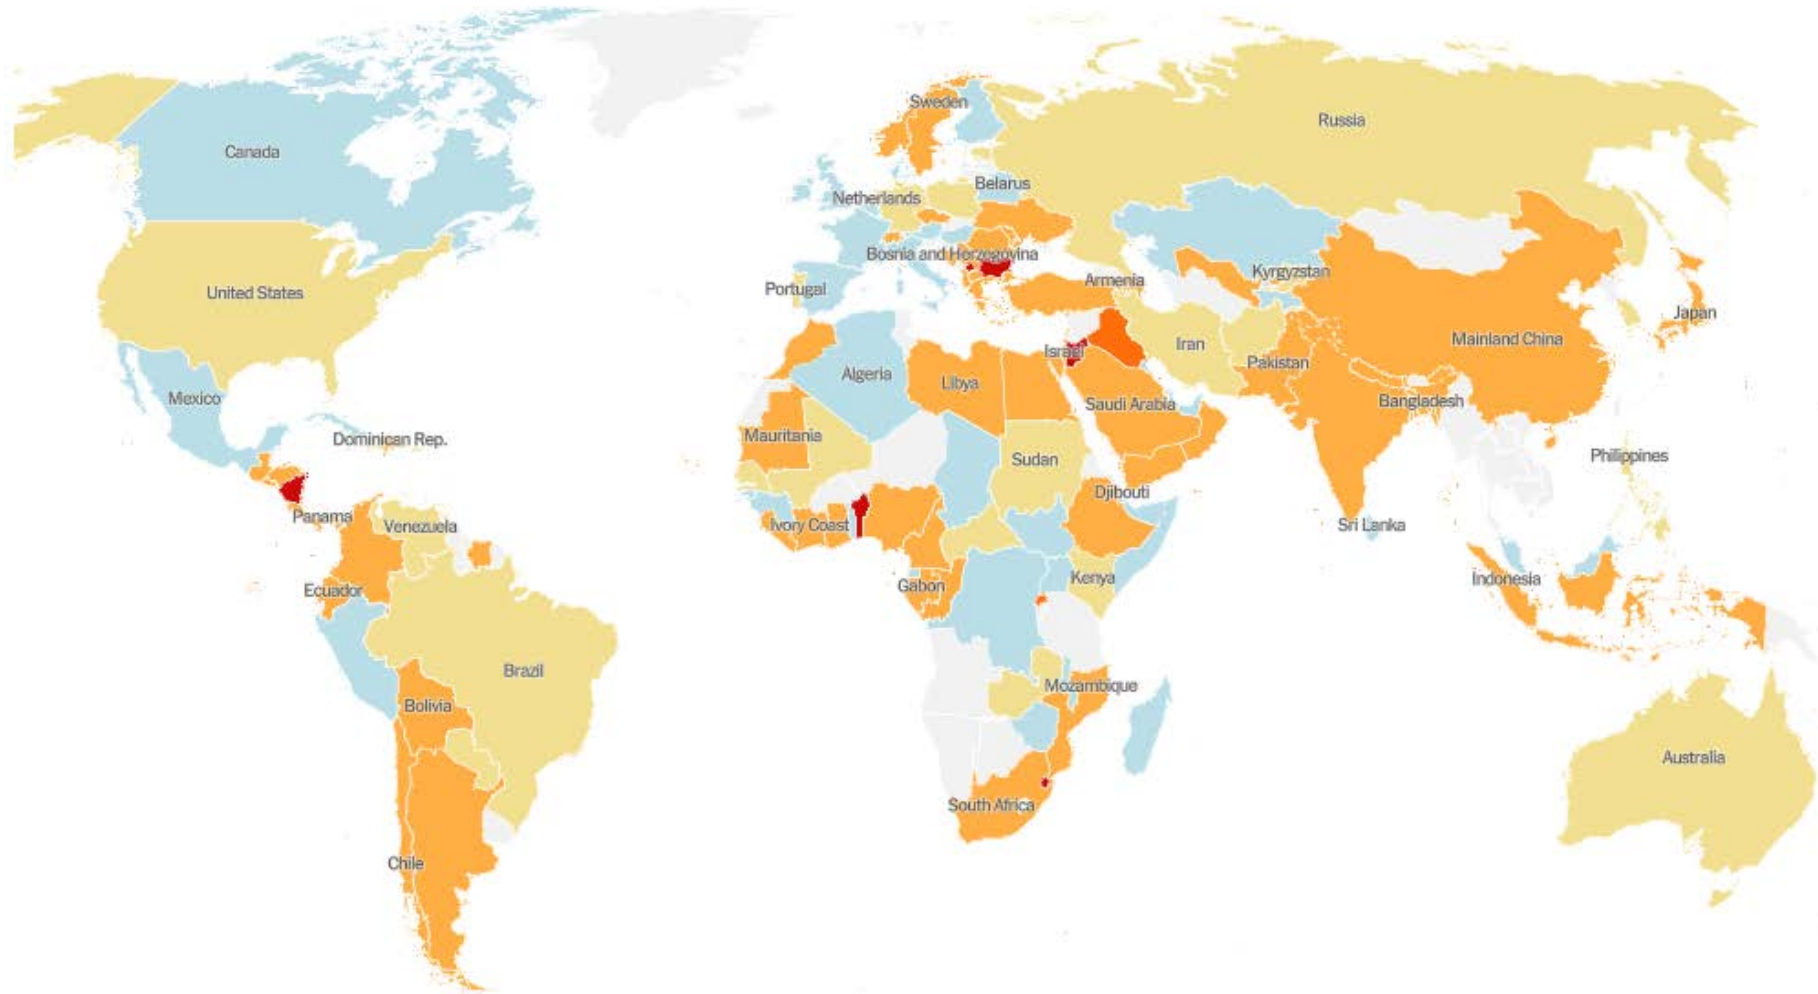 Sweden
Russia
Canada
Belarus
Netherlands
Bosnia and Herzegovina
Kyrgyzstan
Armenia
Portugal
United States
Japan
Mainland China
Iran
Israel
Pakistan
Algeria
Libya
Mexico
Bangladesh
Saudi Arabia
Mauritania
Dominican Rep.
Philippines
Sudan
Djibouti
Panama
Venezuela
Ivory Coast
Sri Lanka
Kenya
Indonesia
Gabon
Ecuador
Brazil
Mozambique
Bolivia
Australia
South Africa
Chile